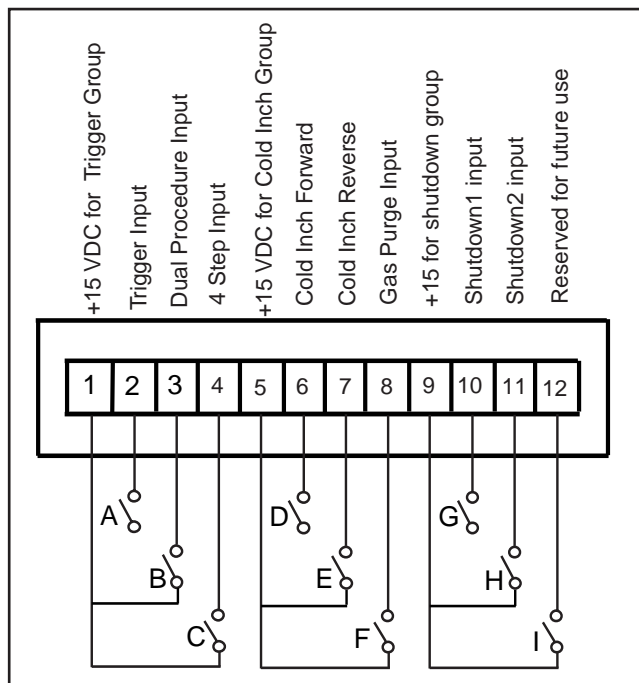 +15 VDC for Trigger Group
Trigger Input
Dual Procedure Input
4 Step Input
+15 VDC for Cold Inch Group
Cold Inch Forward
Cold Inch Reverse
Gas Purge Input
+15 for shutdown group
Shutdown1 input
Shutdown2 input
Reserved for future use
1 2 3 4 5 6 7 8 9 10 11 12
A D G
B E H
C F I